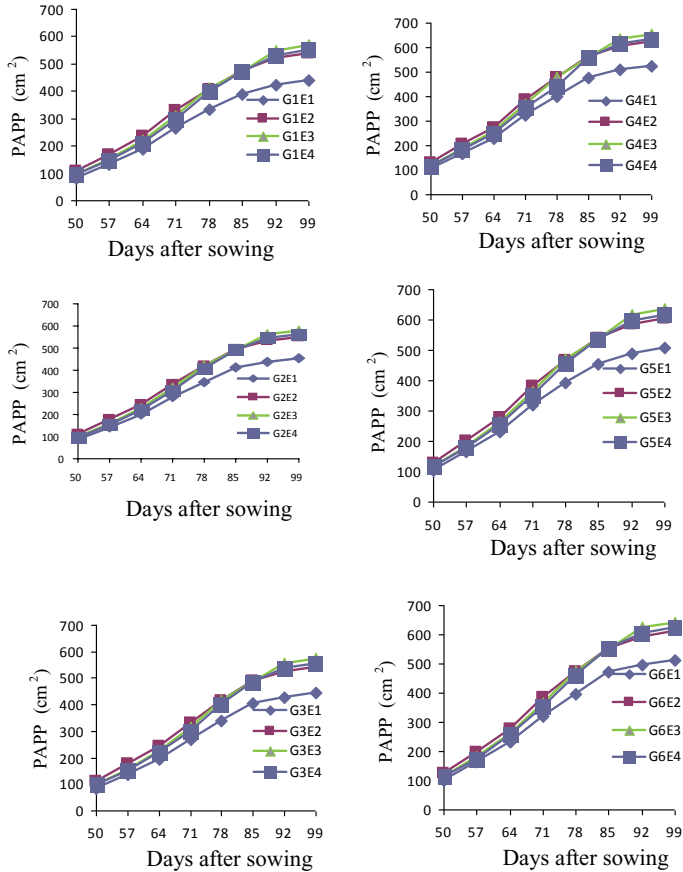 PAPP (cm 2)
700
600
500
400
300
200
100
0
50 57 64 71 78 85 92 99
Days after sowing
G1E1
G1E2
G1E3
G1E4
PAPP (cm 2)
700
600
500
400
300
200
100
0
50 57 64 71 78 85 92 99
Days after sowing
G4E1
G4E2
G4E3
G4E4
PAPP (cm 2)
700
600
500
400
300
200
100
0
50 57 64 71 78 85 92 99
Days after sowing
G2E1
G2E2
G2E3
G2E4
PAPP (cm 2)
700
600
500
400
300
200
100
0
50 57 64 71 78 85 92 99
Days after sowing
G5E1
G5E2
G5E3
G5E4
PAPP (cm 2)
700
600
500
400
300
200
100
0
50 57 64 71 78 85 92 99
Days after sowing
G3E1
G3E2
G3E3
G3E4
PAPP (cm 2)
700
600
500
400
300
200
100
0
50 57 64 71 78 85 92 99
Days after sowing
G6E1
G6E2
G6E3
G6E4